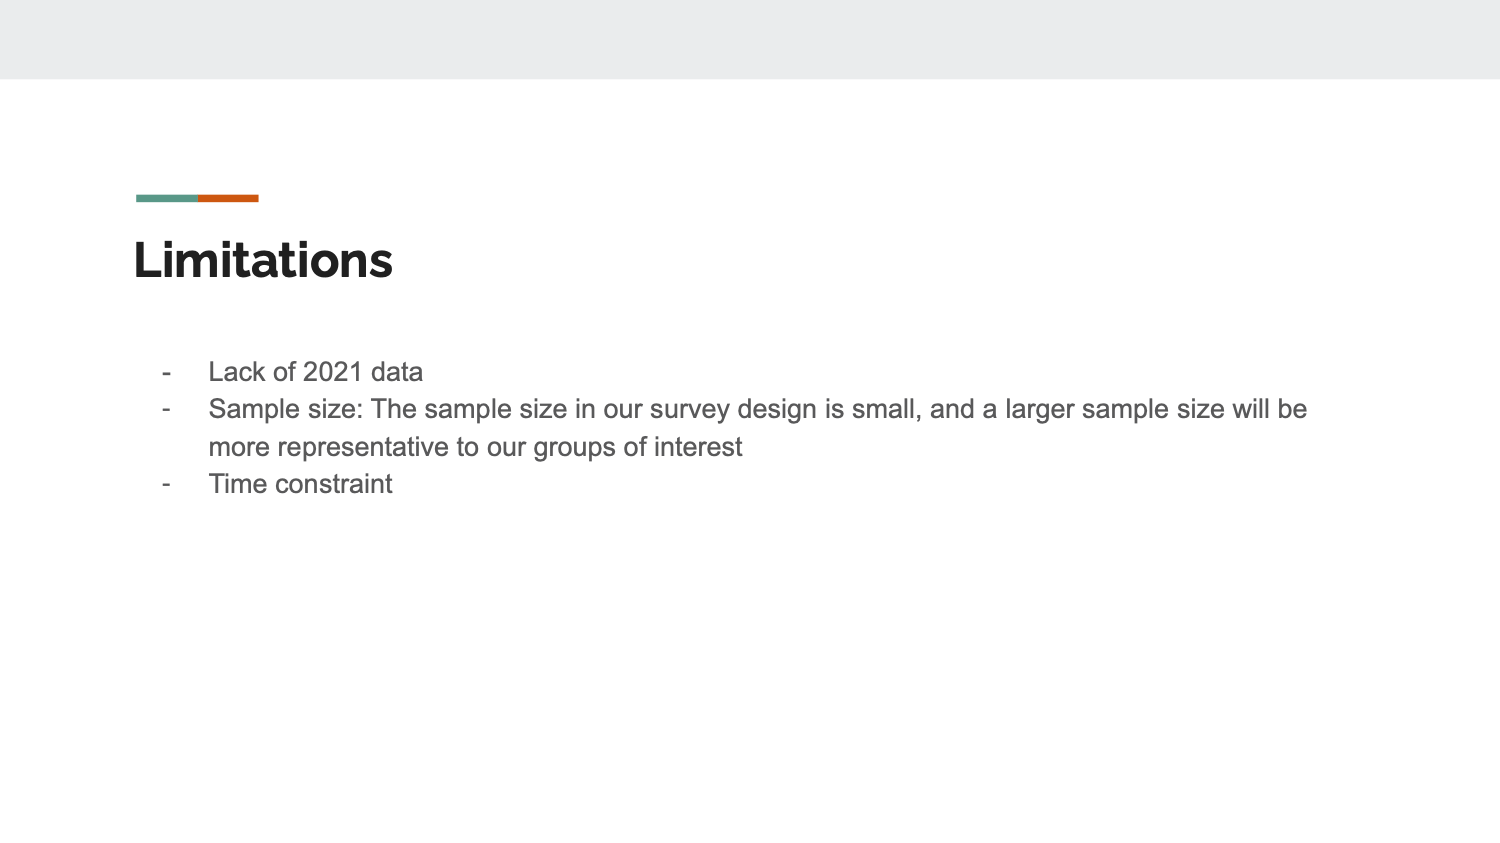 Limitations
- Lack of 2021 data
- Sample size: The sample size in our survey design is small, and a larger sample size will be
more representative to our groups of interest
- Time constraint